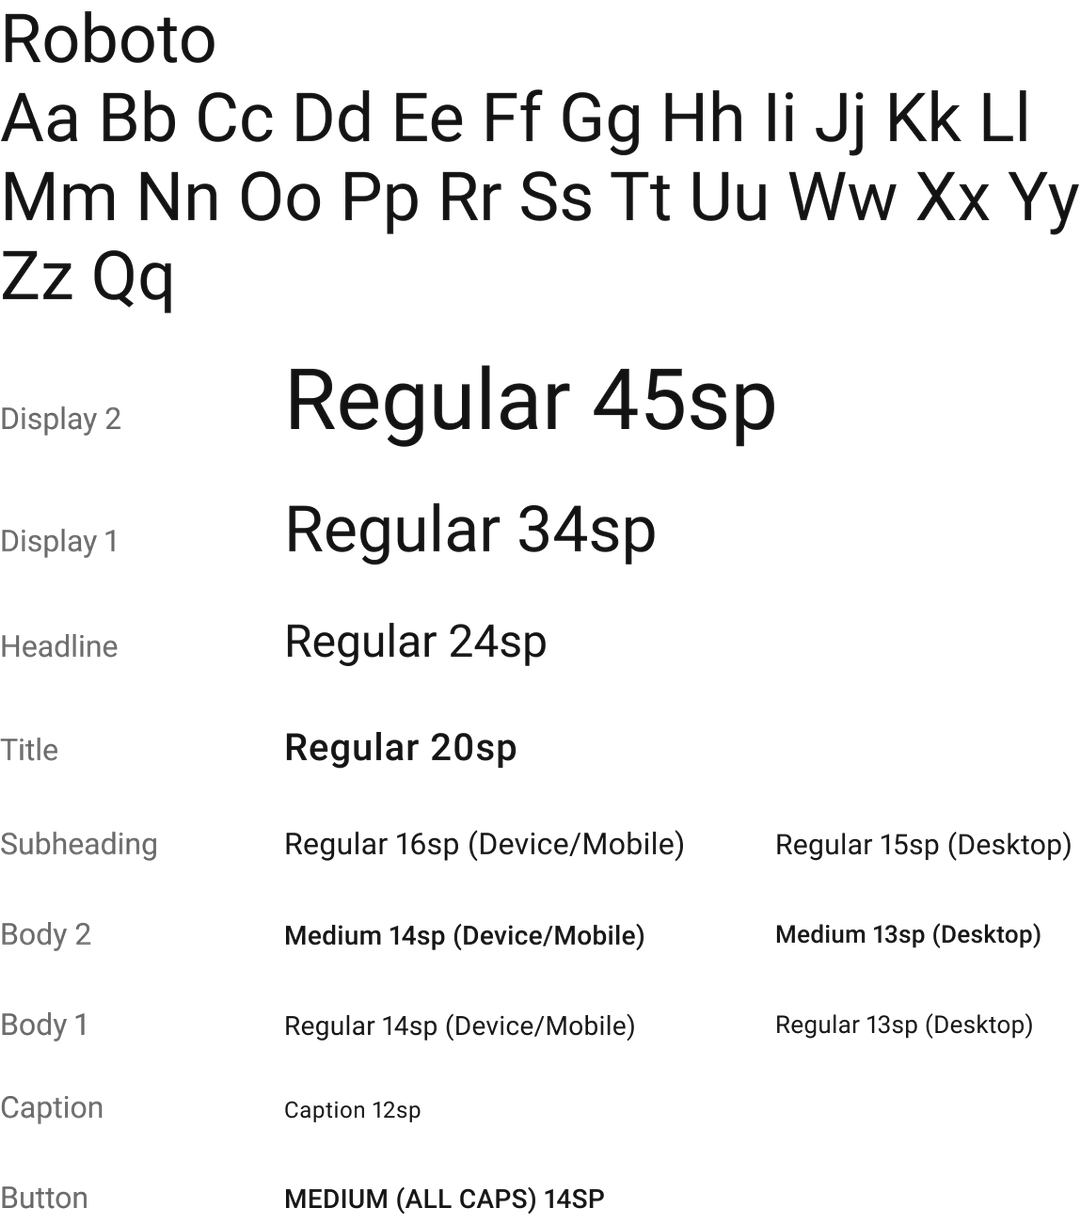 Roboto
Aa Bb Cc Dd Ee Ff Gg Hh Ii Jj Kk Ll
Mm Nn Oo Pp Rr Ss Tt Uu Ww Xx Yy
Zz Qq
Display 2 Regular 45sp
Display 1 Regular 34sp
Headline Regular 24sp
Title Regular 20sp
Subheading Regular 16sp (Device/Mobile) Regular 15sp (Desktop)
Body 2 Medium 14sp (Device/Mobile) Medium 13sp (Desktop)
Body 1 Regular 14sp (Device/Mobile) Regular 13sp (Desktop)
Caption Caption 12sp
Button MEDIUM (ALL CAPS) 14SP